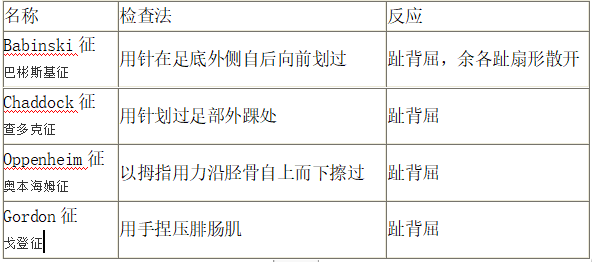 名称 检查法 反应
Babinski 征
巴彬斯基征
用针在足底外侧自后向前划过 趾背屈，余各趾扇形散开
Chaddock 征
查多克征
用针划过足部外踝处 趾背屈
Oppenheim 征
奥本海姆征
以拇指用力沿胫骨自上而下擦过 趾背屈
Gordon 征
戈登征
用手捏压腓肠肌 趾背屈